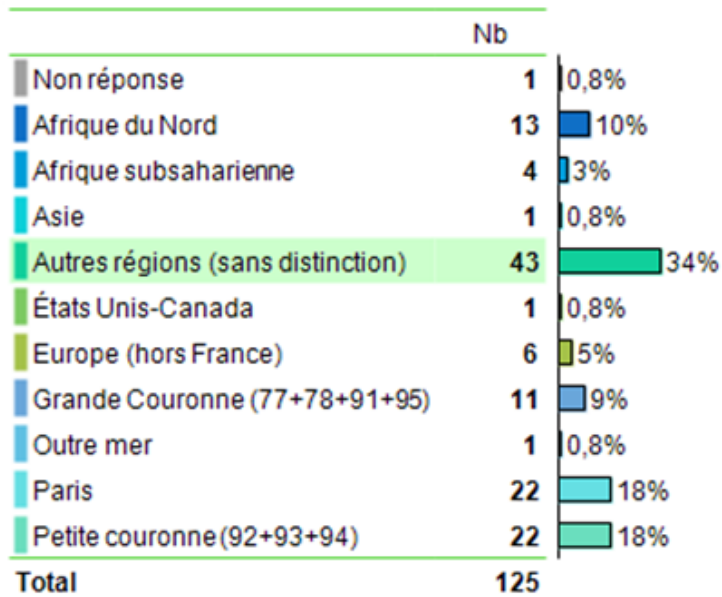 Nb
Non réponse 1 0,8%
Afrique du Nord 13 10%
Afrique subsaharienne 4 3%
Asie 1 0,8%
Autres régions (sans distinction) 43 34%
États Unis-Canada 1 0,8%
Europe (hors France) 6 5%
Grande Couronne (77+78+91+95) 11 9%
Outre mer 1 0,8%
Paris 22 18%
Petite couronne (92+93+94) 22 18%
Total 125